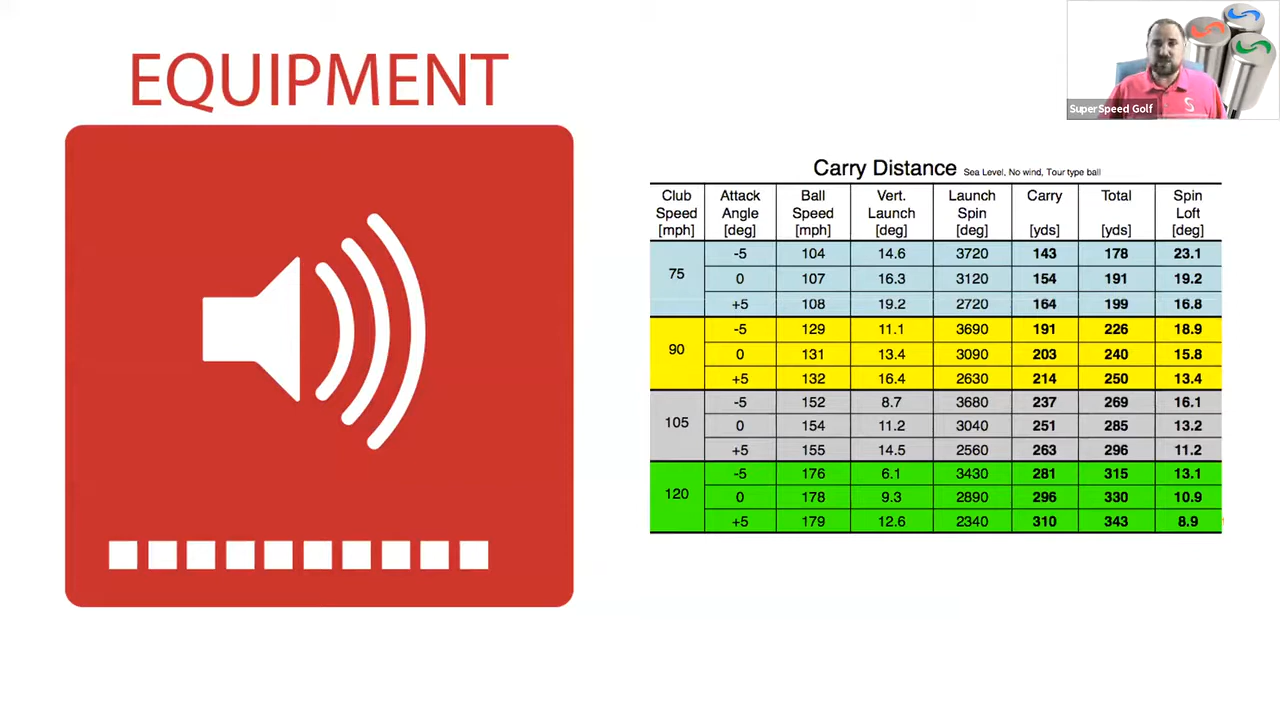 EQUIPMENT
SuperSpeed Golf
S
Carry Distance Sea Level, No wind, Tour type ball
Club Speed [mph] Attack Angle [deg] Ball Speed [mph] Vert. Launch [deg] Launch Spin [deg] Carry [yds] Total [yds] Spin Loft [deg]
75 -5 104 14.6 3720 143 178 23.1
0 107 16.3 3120 154 191 19.2
+5 108 19.2 2720 164 199 16.8
90 -5 129 11.1 3690 191 226 18.9
0 131 13.4 3090 203 240 15.8
+5 132 16.4 2630 214 250 13.4
105 -5 152 8.7 3680 237 269 16.1
0 154 11.2 3040 251 285 13.2
+5 155 14.5 2560 263 296 11.2
120 -5 176 6.1 3430 281 315 13.1
0 178 9.3 2890 296 330 10.9
+5 179 12.6 2340 310 343 8.9